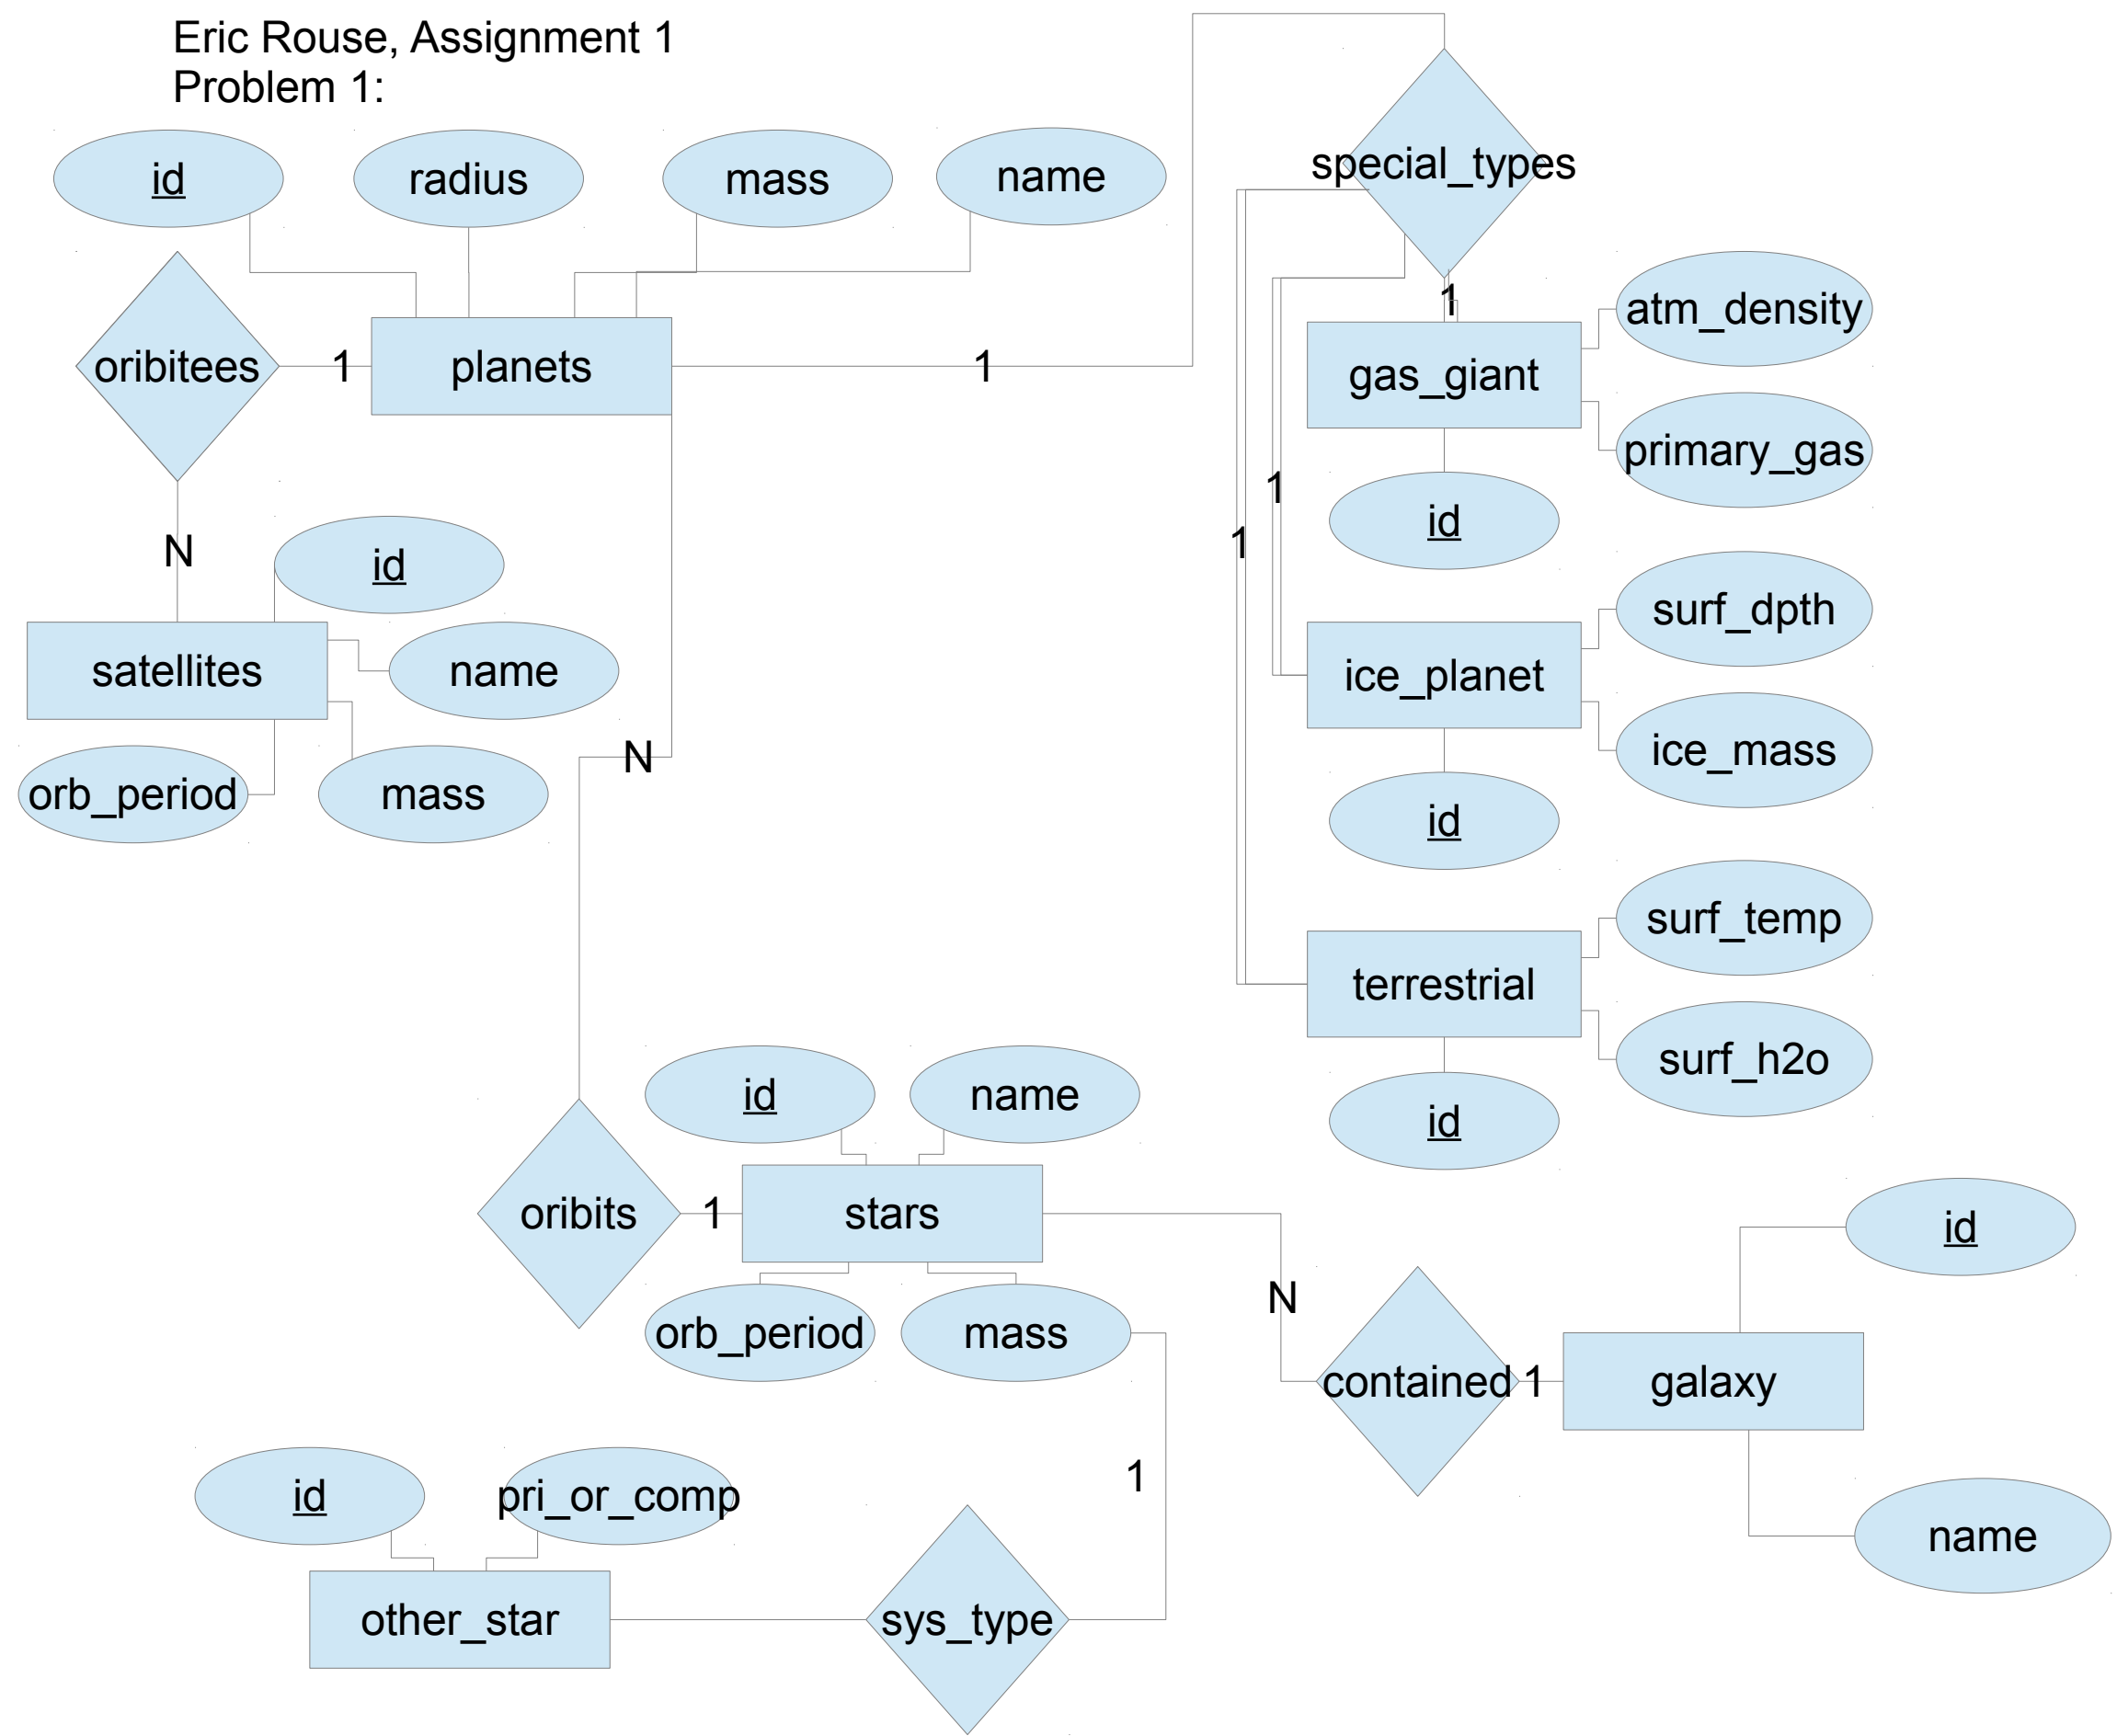 Eric Rouse, Assignment 1
Problem 1:
id
radius
mass
name
special_types
oribitees
1
planets
1
1
gas_giant
atm_density
primary_gas
id
1
1
N
id
satellites
name
orb_period
mass
N
ice_planet
surf_dpth
ice_mass
id
terrestrial
surf_temp
surf_h2o
id
id
name
oribits
1
stars
orb_period
mass
N
contained
1
galaxy
id
name
1
id
pri_or_comp
other_star
sys_type